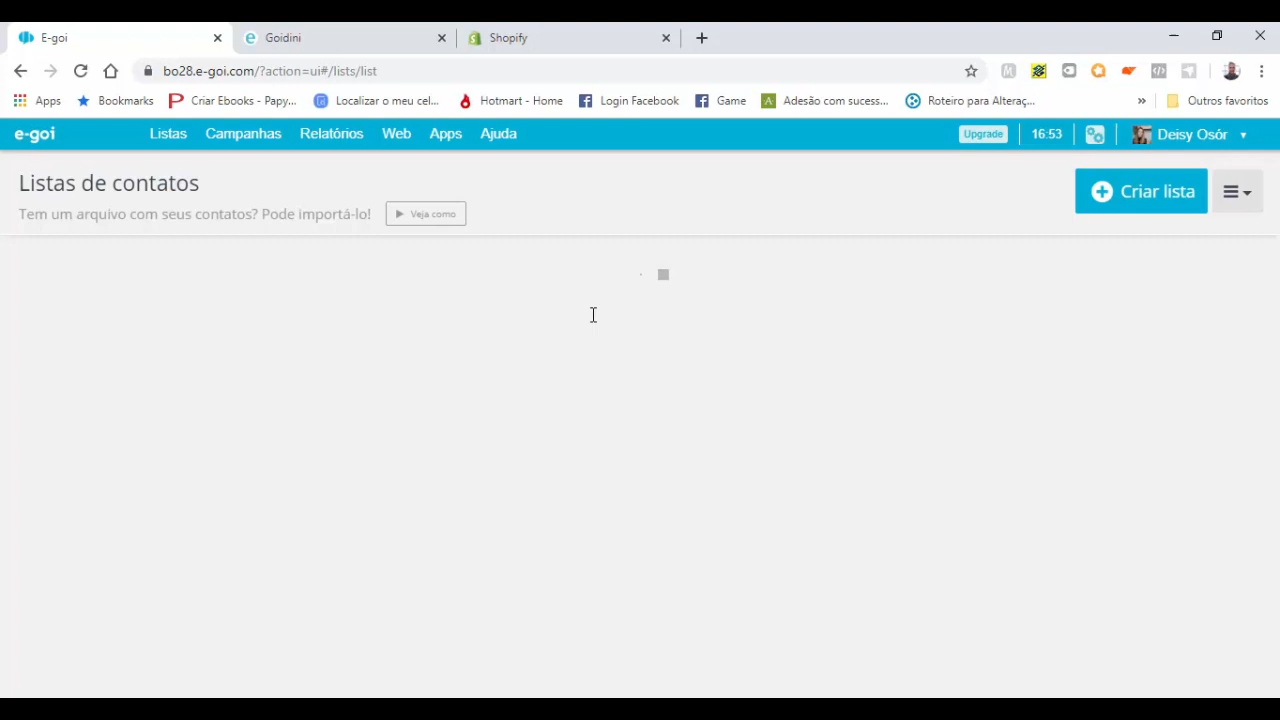 E-goi
Goidini
Shopify
bo28.e-goi.com/?action=ui#/lists/list
Apps
Bookmarks
Criar Ebooks - Papy...
Localizar o meu cel...
Hotmart - Home
Login Facebook
Game
Adesão com sucess...
Roteiro para Alteraç...
»
Outros favoritos
e-goi
Listas
Campanhas
Relatórios
Web
Apps
Ajuda
Upgrade
16:53
Deisy Osór
Listas de contatos
Criar lista
Tem um arquivo com seus contatos? Pode importá-lo!
Veja como